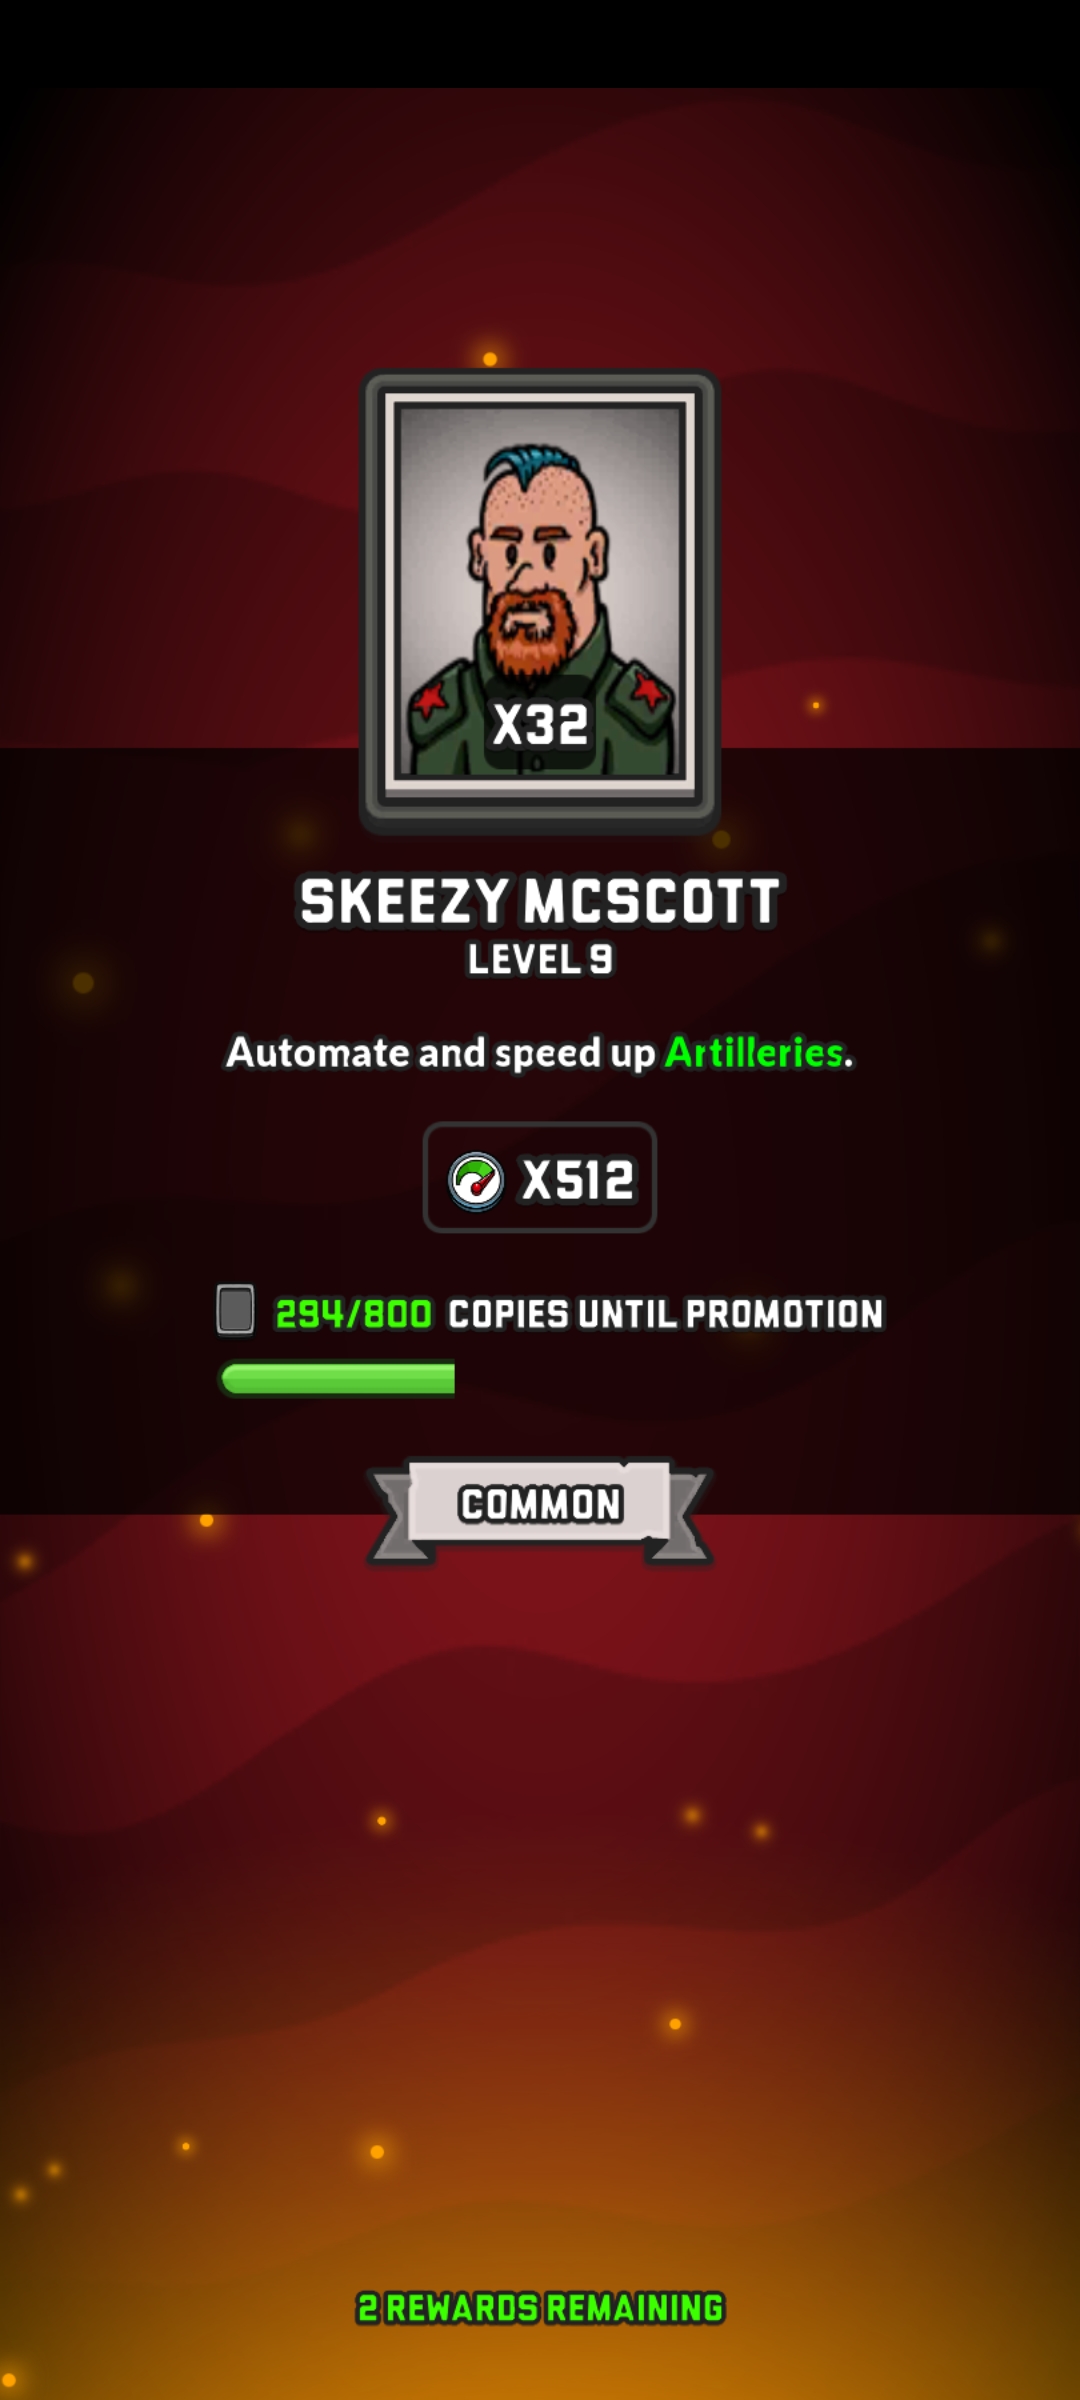 X32
SKEEZY MCSCOTT
LEVEL 9
Automate and speed up Artilleries.
X512
294/800 COPIES UNTIL PROMOTION
COMMON
2 REWARDS REMAINING